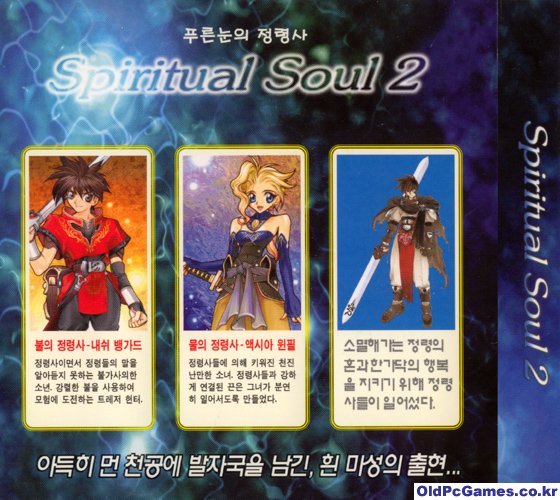 푸른눈의 정령사
Spiritual Soul 2
불의 정령사 - 내쉬 뱅가드
정령사이면서 정령들의 말을
알아듣지 못하는 불가사의한
소년. 강렬한 불을 사용하여
모험에 도전하는 트레저 헌터.
물의 정령사 - 액시아 윈필
정령사들에 의해 키워진 천진
난만한 소녀. 정령사들과 강하
게 연결된 끈은 그녀가 분연
히 일어서도록 만들었다.
소멸해가는 정령의
혼과한가닥의 행복
을 지키기 위해 정령
사들이 일어섰다.
아득히 먼 천공에 발자국을 남긴, 흰 마성의 출현...
Spiritual Soul 2
OldPcGames.co.kr